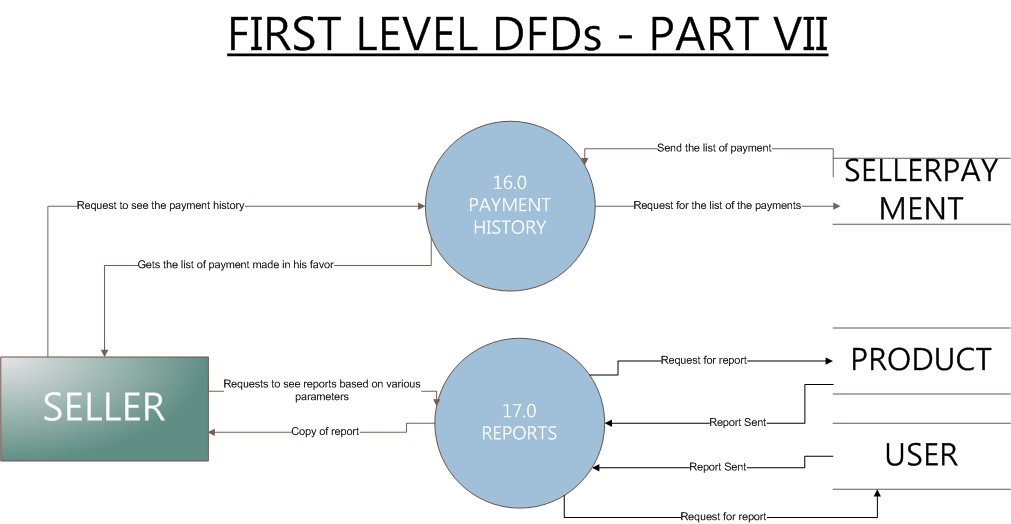 FIRST LEVEL DFDs - PART VII
Send the list of payment
16.0
PAYMENT
HISTORY
SELLERPAY
MENT
Request to see the payment history
Request for the list of the payments
Gets the list of payment made in his favor
SELLER
Requests to see reports based on various
parameters
Copy of report
17.0
REPORTS
Request for report
PRODUCT
Report Sent
USER
Report Sent
Request for report